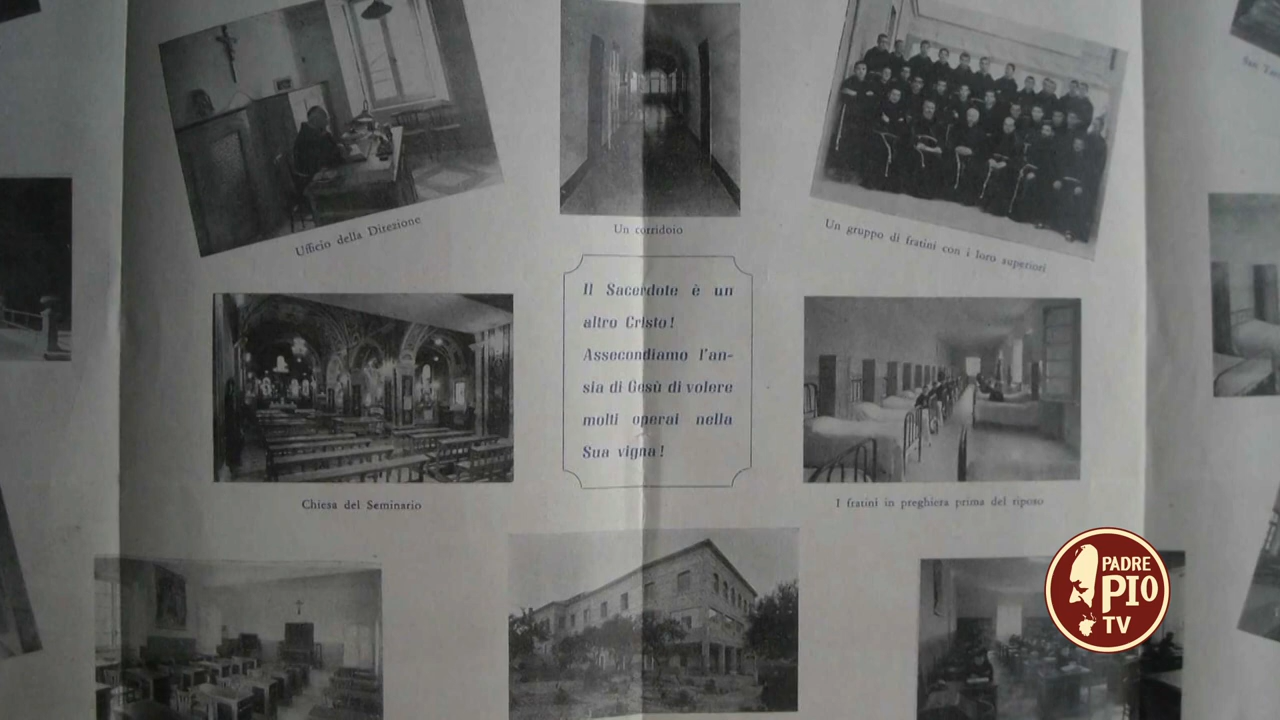 Ufficio della Direzione
Un corridoio
Un gruppo di fratini con i loro superiori
Il Sacerdote è un
altro Cristo!
Assecondiamo l'an-
sia di Gesù di volere
molti operai nella
Sua vigna!
Chiesa del Seminario
I fratini in preghiera prima del riposo
PADRE
PIO
TV